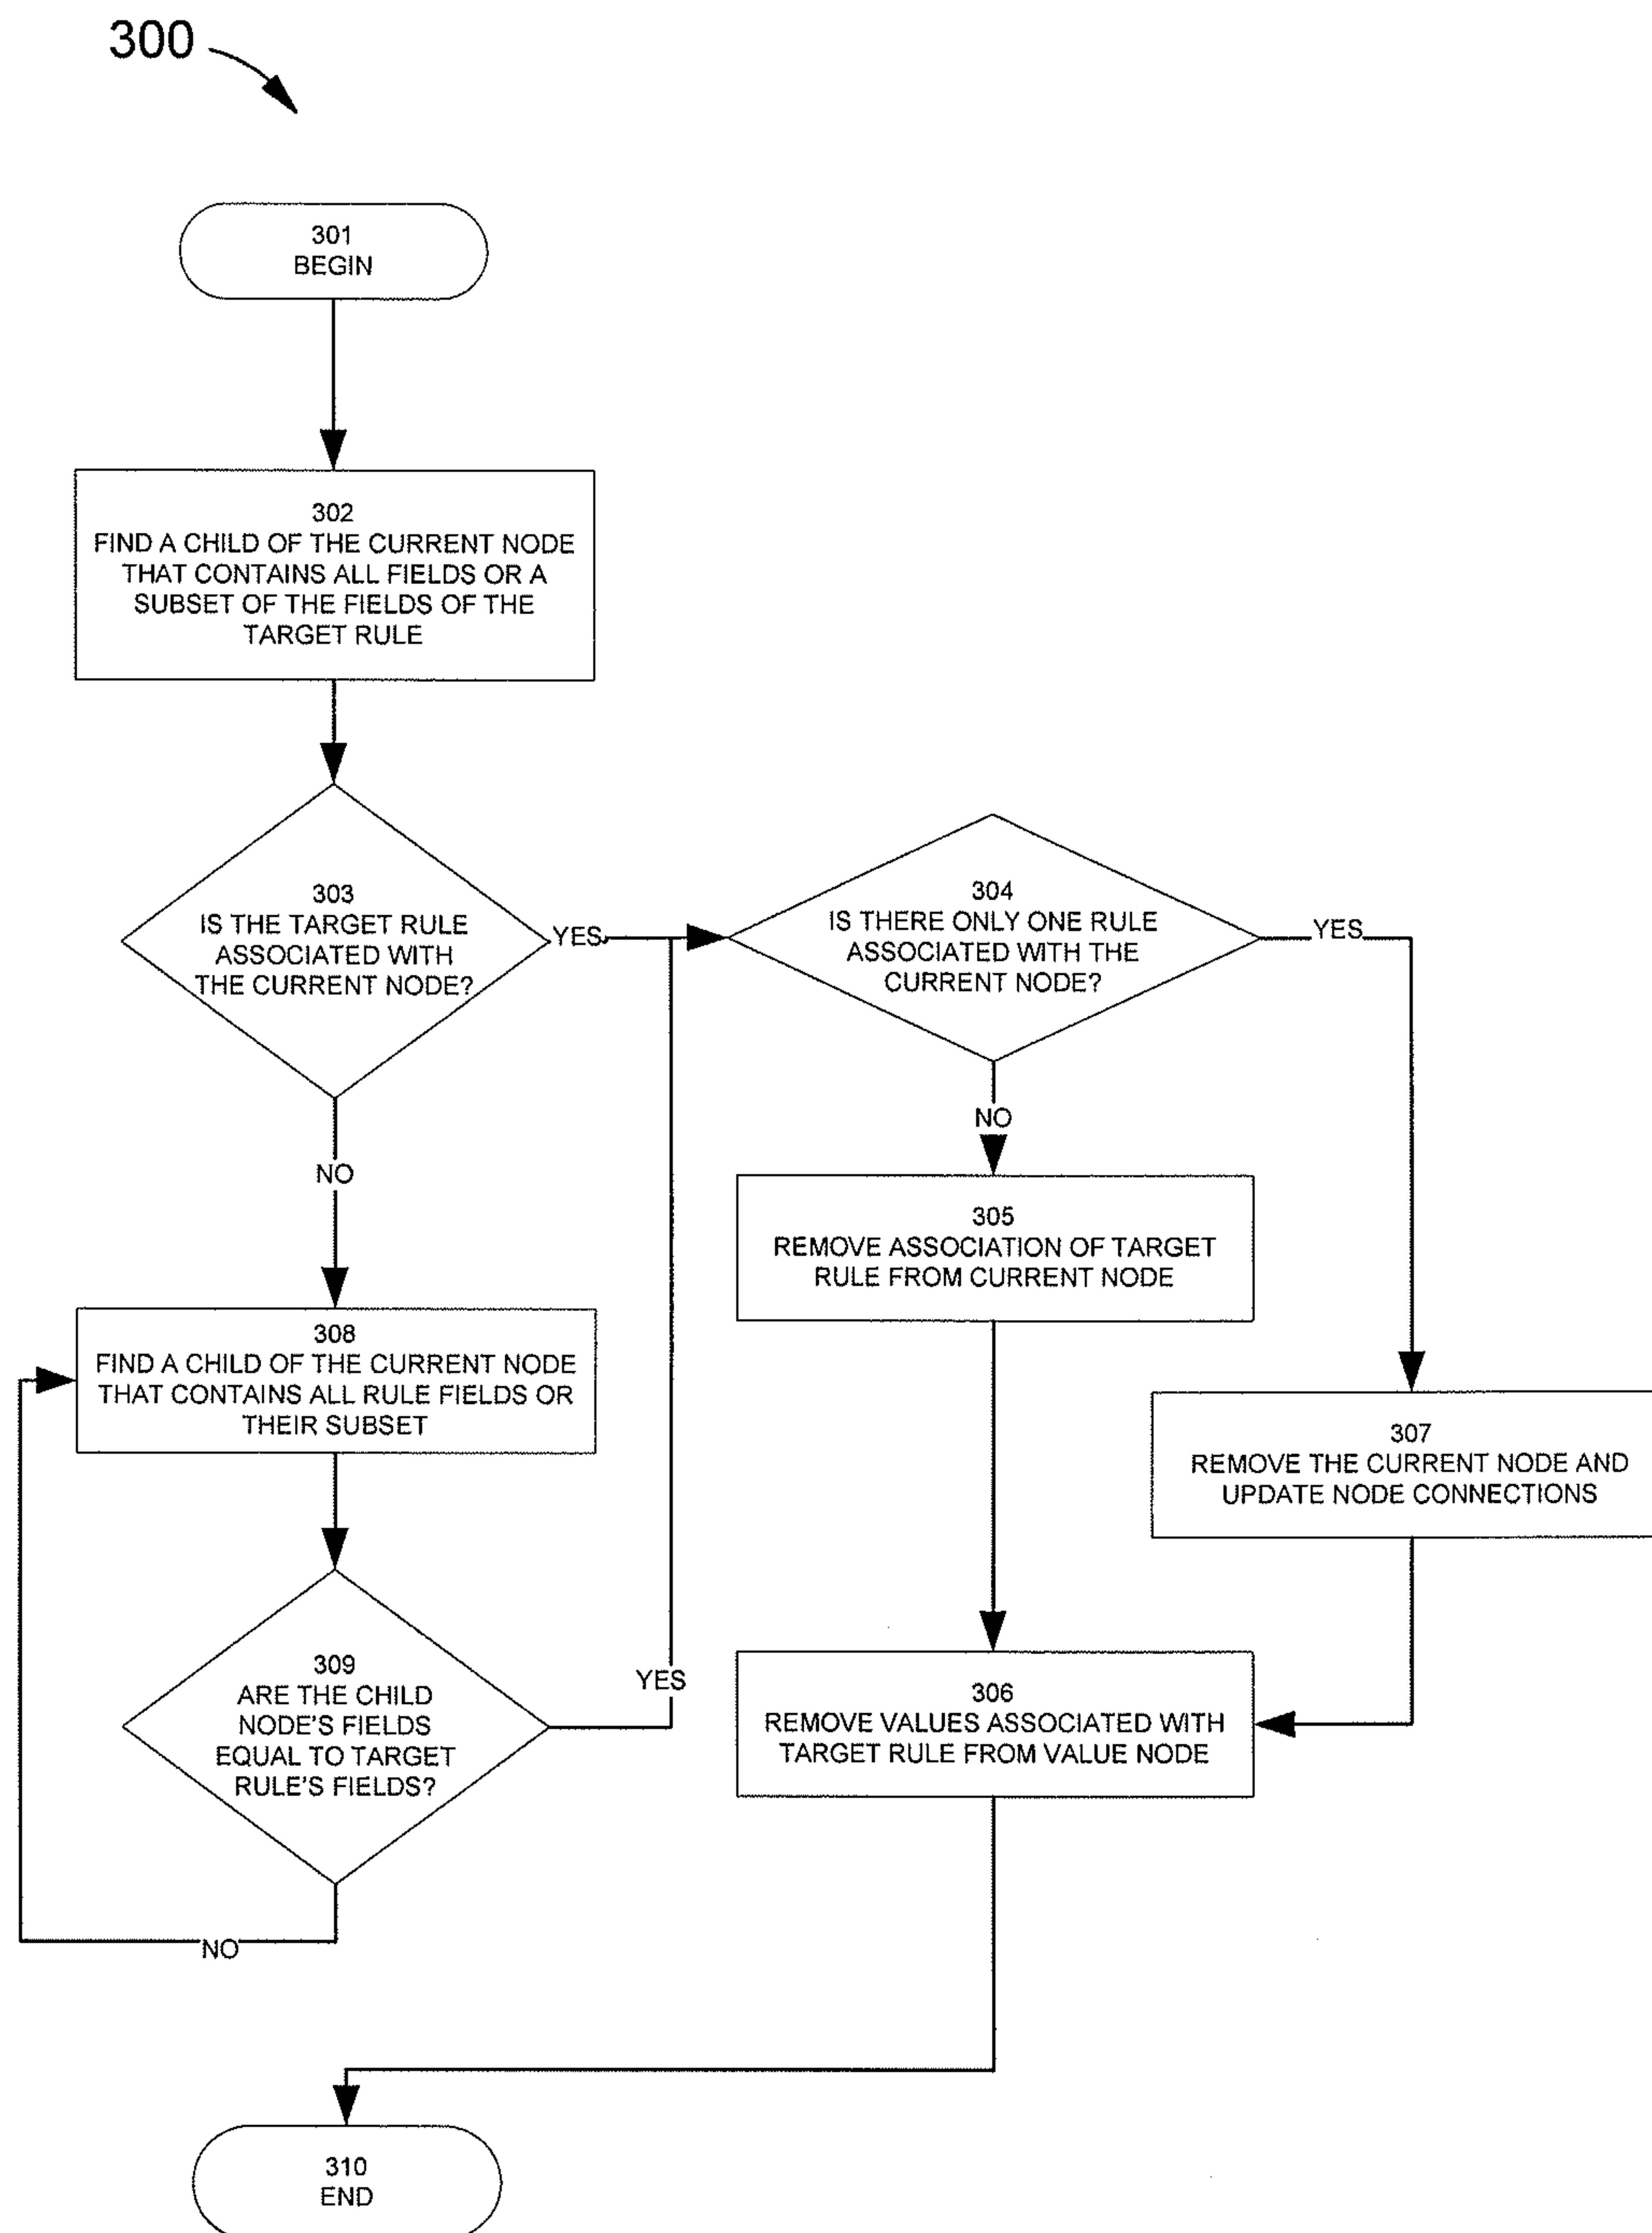 300
301
BEGIN
302
FIND A CHILD OF THE CURRENT NODE
THAT CONTAINS ALL FIELDS OR A
SUBSET OF THE FIELDS OF THE
TARGET RULE
303
IS THE TARGET RULE
ASSOCIATED WITH
THE CURRENT NODE?
YES
304
IS THERE ONLY ONE RULE
ASSOCIATED WITH THE
CURRENT NODE?
YES
NO
NO
305
REMOVE ASSOCIATION OF TARGET
RULE FROM CURRENT NODE
308
FIND A CHILD OF THE CURRENT NODE
THAT CONTAINS ALL RULE FIELDS OR
THEIR SUBSET
307
REMOVE THE CURRENT NODE AND
UPDATE NODE CONNECTIONS
309
ARE THE CHILD
NODE'S FIELDS
EQUAL TO TARGET
RULE'S FIELDS?
YES
306
REMOVE VALUES ASSOCIATED WITH
TARGET RULE FROM VALUE NODE
NO
310
END